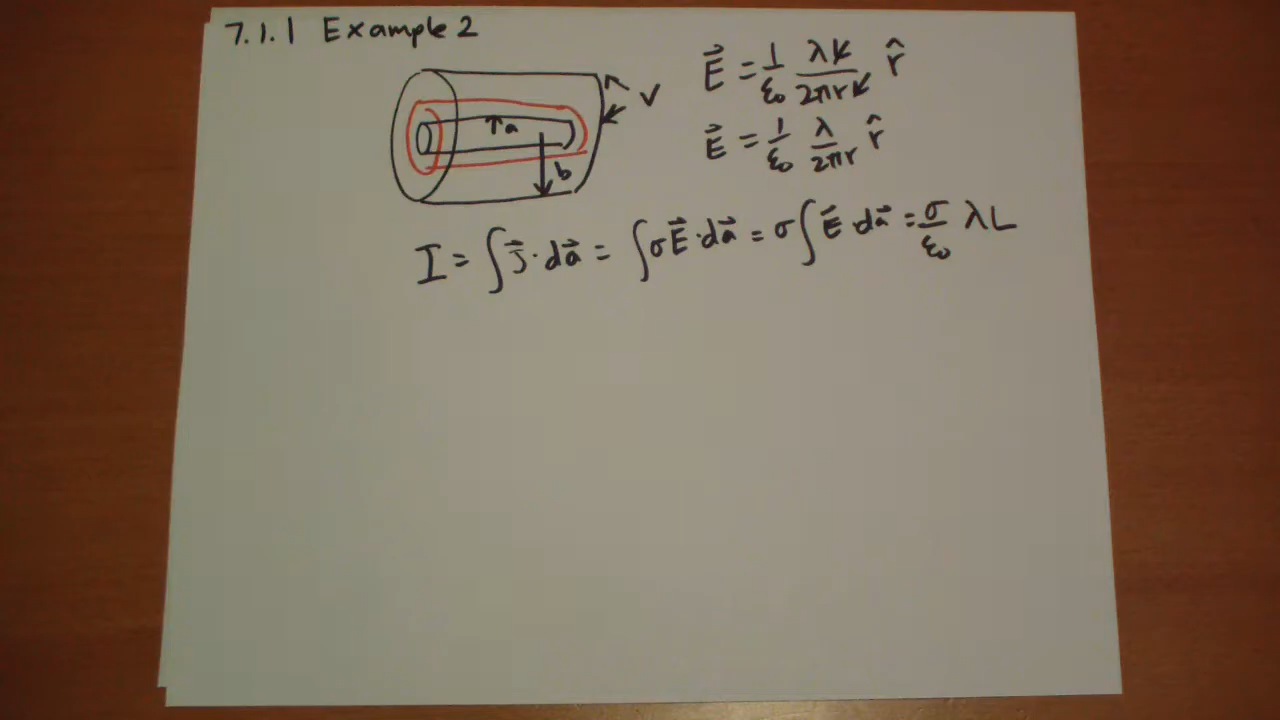 7.1.1 Example 2
a
b
V
E⃗ = 1/ε₀ λL/2πrL r̂
E⃗ = 1/ε₀ λ/2πr r̂
I = ∫J⃗·da⃗ = ∫σE⃗·da⃗ = σ∫E⃗·da⃗ = σ/ε₀ λL